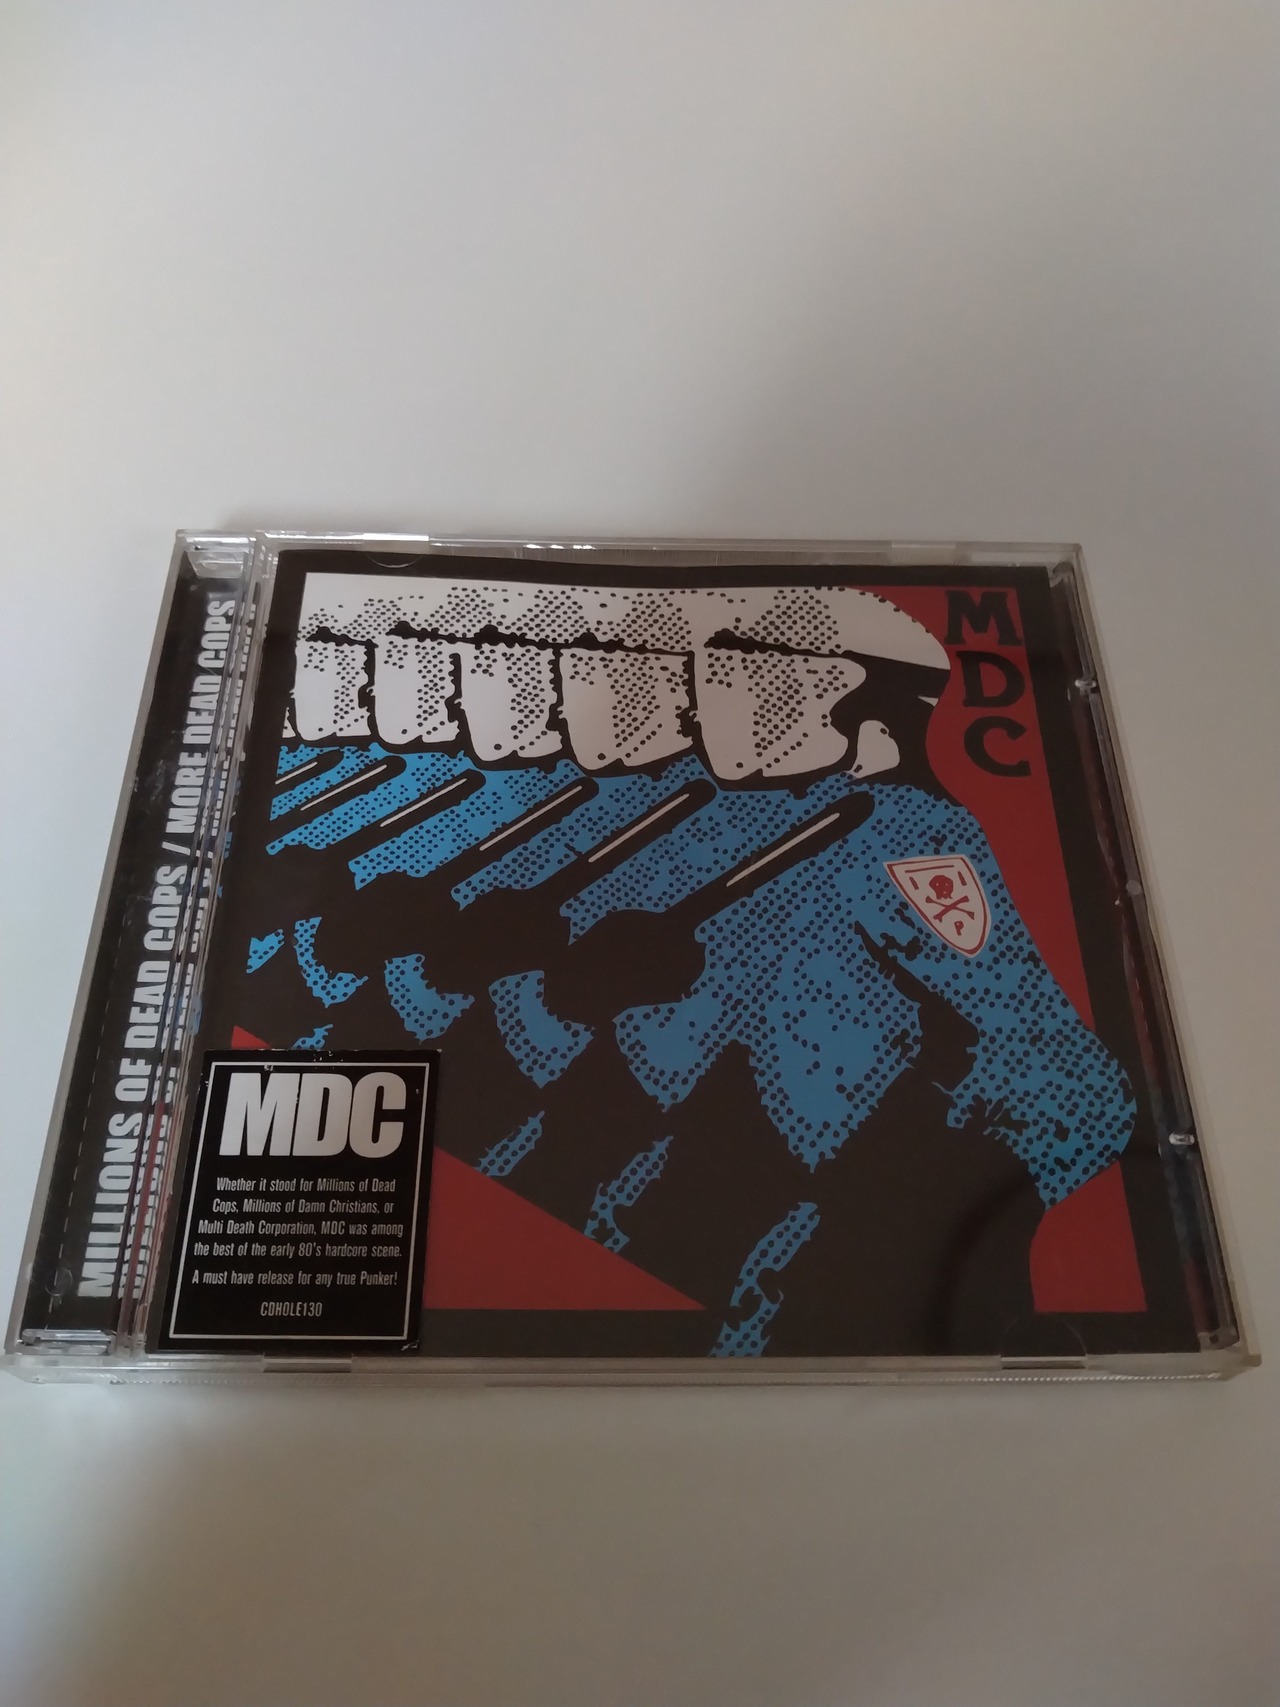 MILLIONS OF DEAD COPS / MORE DEAD COPS
M
D
C
P
MDC
Whether it stood for Millions of Dead
Cops, Millions of Damn Christians, or
Multi Death Corporation, MDC was among
the best of the early 80's hardcore scene.
A must have release for any true Punker!
CDHOLE130